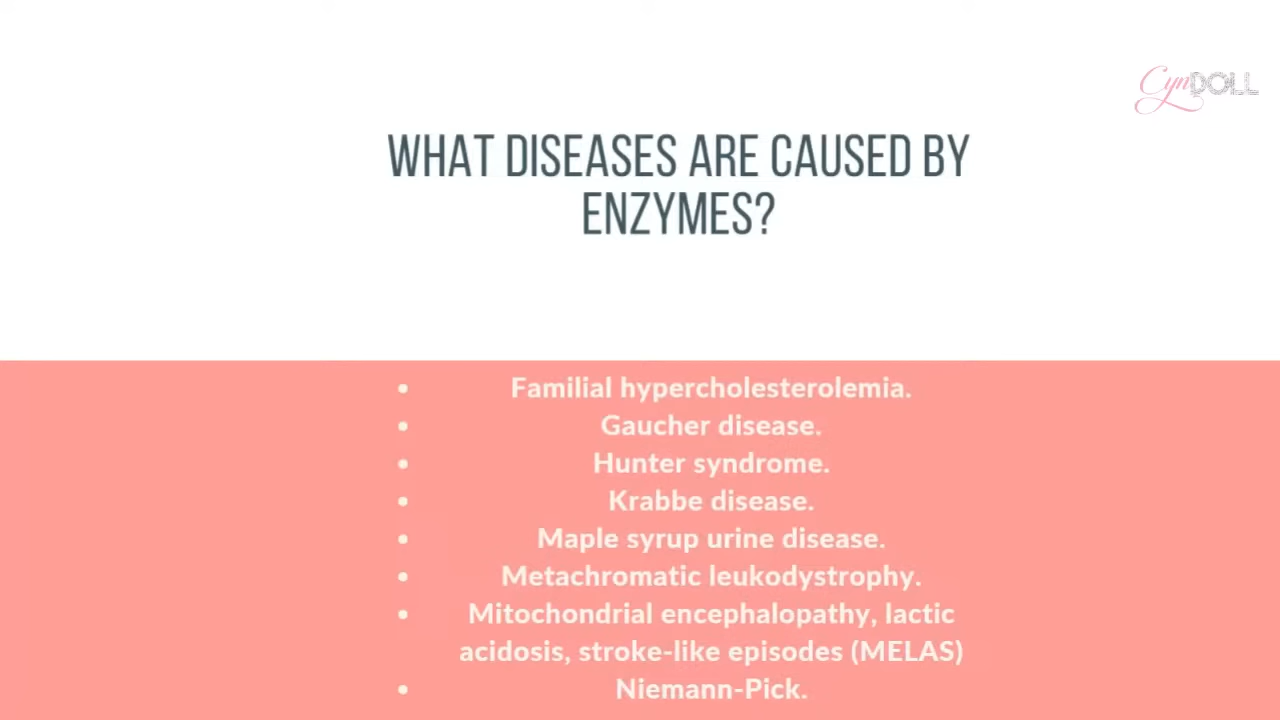 CynDOLL
WHAT DISEASES ARE CAUSED BY
ENZYMES?
• Familial hypercholesterolemia.
• Gaucher disease.
• Hunter syndrome.
• Krabbe disease.
• Maple syrup urine disease.
• Metachromatic leukodystrophy.
• Mitochondrial encephalopathy, lactic
acidosis, stroke-like episodes (MELAS)
• Niemann-Pick.